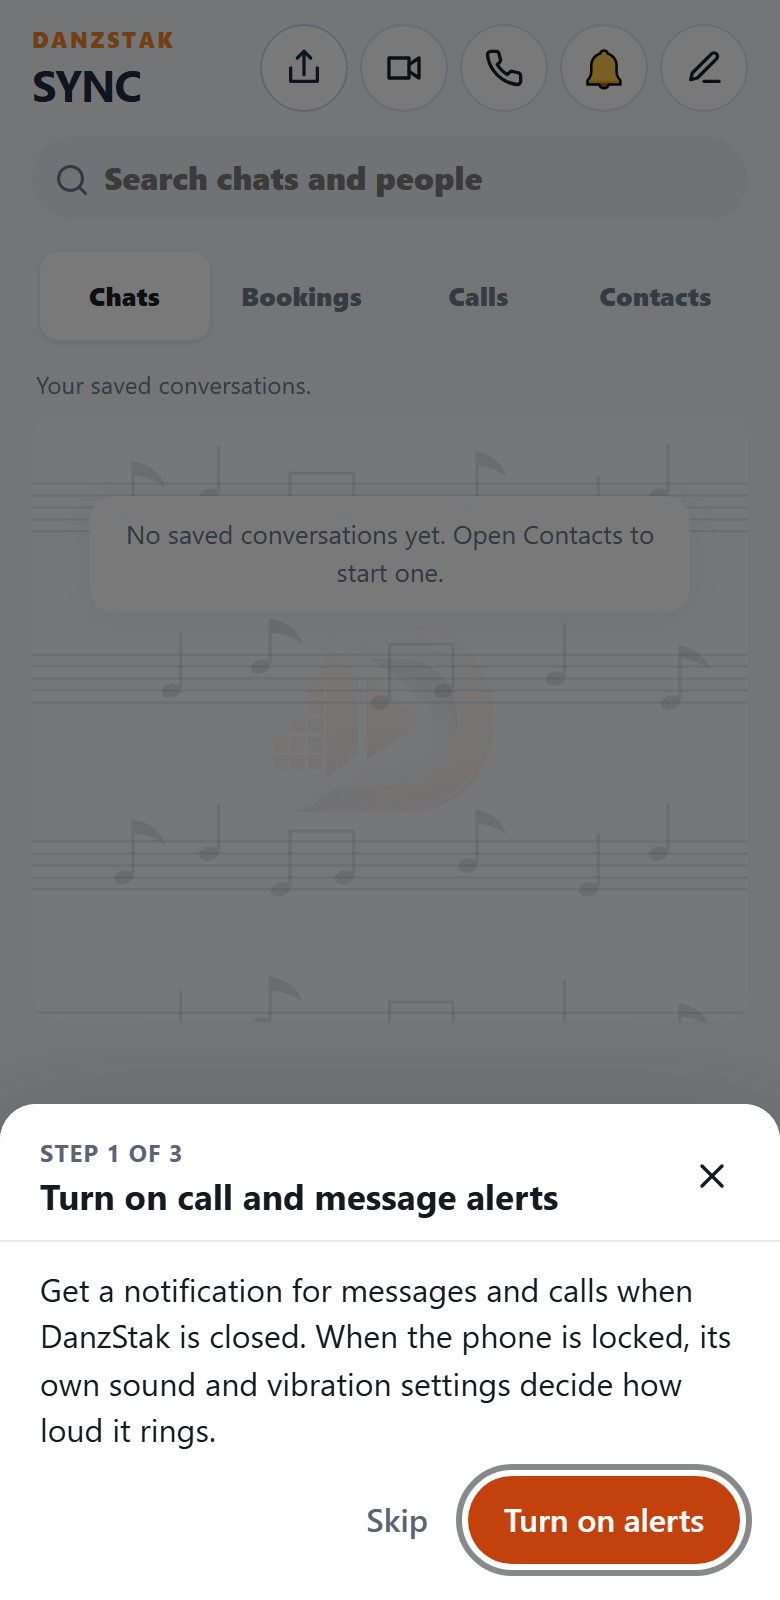 DANZSTAK
SYNC
Search chats and people
Chats
Bookings
Calls
Contacts
Your saved conversations.
No saved conversations yet. Open Contacts to
start one.
STEP 1 OF 3
Turn on call and message alerts
Get a notification for messages and calls when
DanzStak is closed. When the phone is locked, its
own sound and vibration settings decide how
loud it rings.
Skip
Turn on alerts